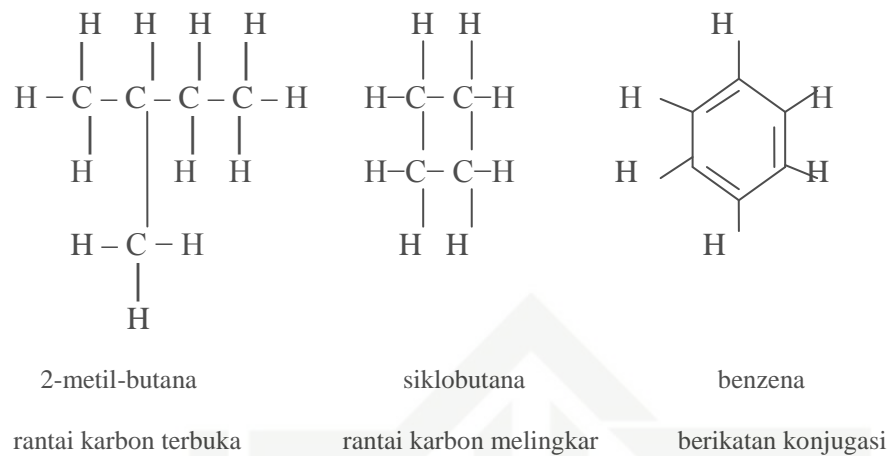 H H H H
H – C – C – C – C – H
H H H
H – C – H
H
H H
H–C–C–H
H–C–C–H
H H
H
H H
H H
H
2-metil-butana siklobutana benzena
rantai karbon terbuka rantai karbon melingkar berikatan konjugasi